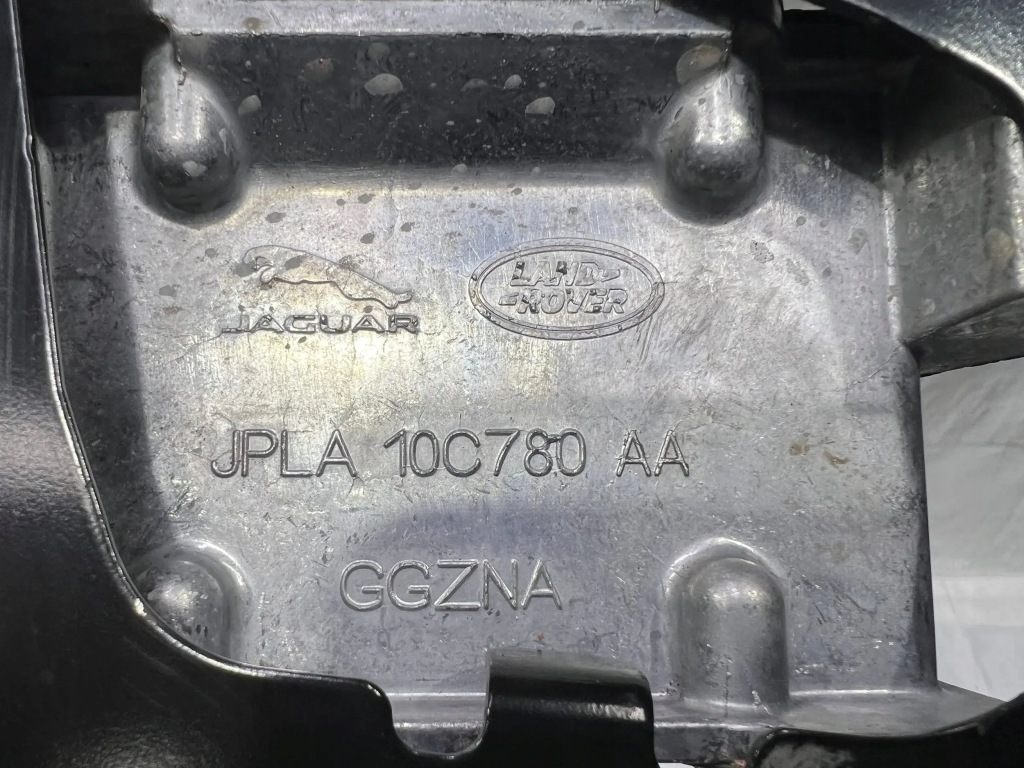 JAGUAR
LAND
ROVER
JPLA 10C780 AA
GGZNA